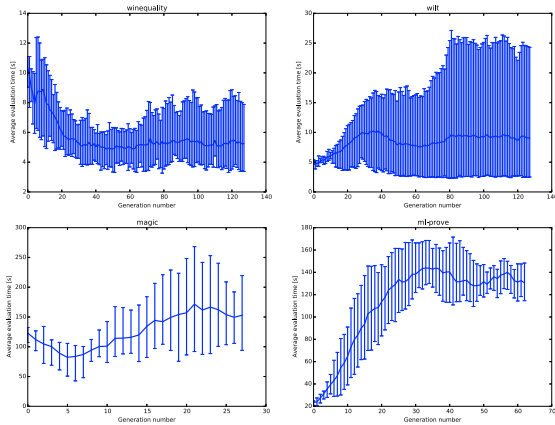 winequality
14
12
10
8
6
4
2
0 20 40 60 80 100 120 140
Average evaluation time [s]
Generation number
wilt
30
25
20
15
10
5
0
0 20 40 60 80 100 120 140
Average evaluation time [s]
Generation number
magic
300
250
200
150
100
50
0
0 5 10 15 20 25 30
Average evaluation time [s]
Generation number
ml-prove
180
160
140
120
100
80
60
40
20
0 10 20 30 40 50 60 70
Average evaluation time [s]
Generation number